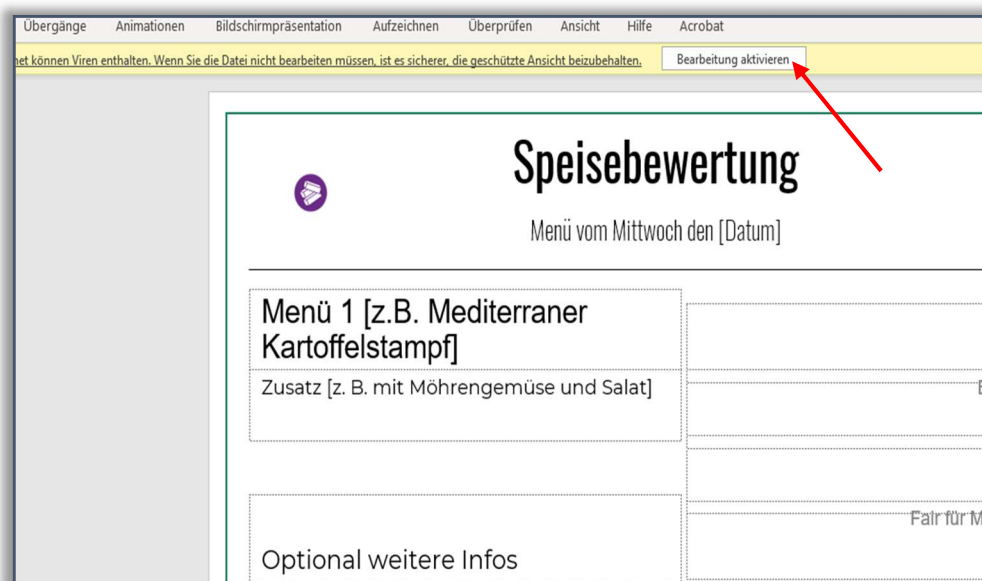 Übergänge Animationen Bildschirmpräsentation Aufzeichnen Überprüfen Ansicht Hilfe Acrobat
können Viren enthalten. Wenn Sie die Datei nicht bearbeiten müssen, ist es sicherer, die geschützte Ansicht beizubehalten. Bearbeitung aktivieren
Speisebewertung
Menü vom Mittwoch den [Datum]
Menü 1 [z.B. Mediterraner
Kartoffelstampf]
Zusatz [z. B. mit Möhrengemüse und Salat]
Fair für M
Optional weitere Infos